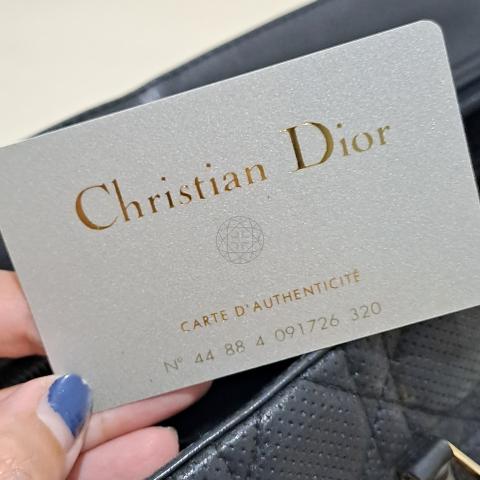 Christian Dior
CARTE D'AUTHENTICITÉ
N° 44 88 4 091726 320